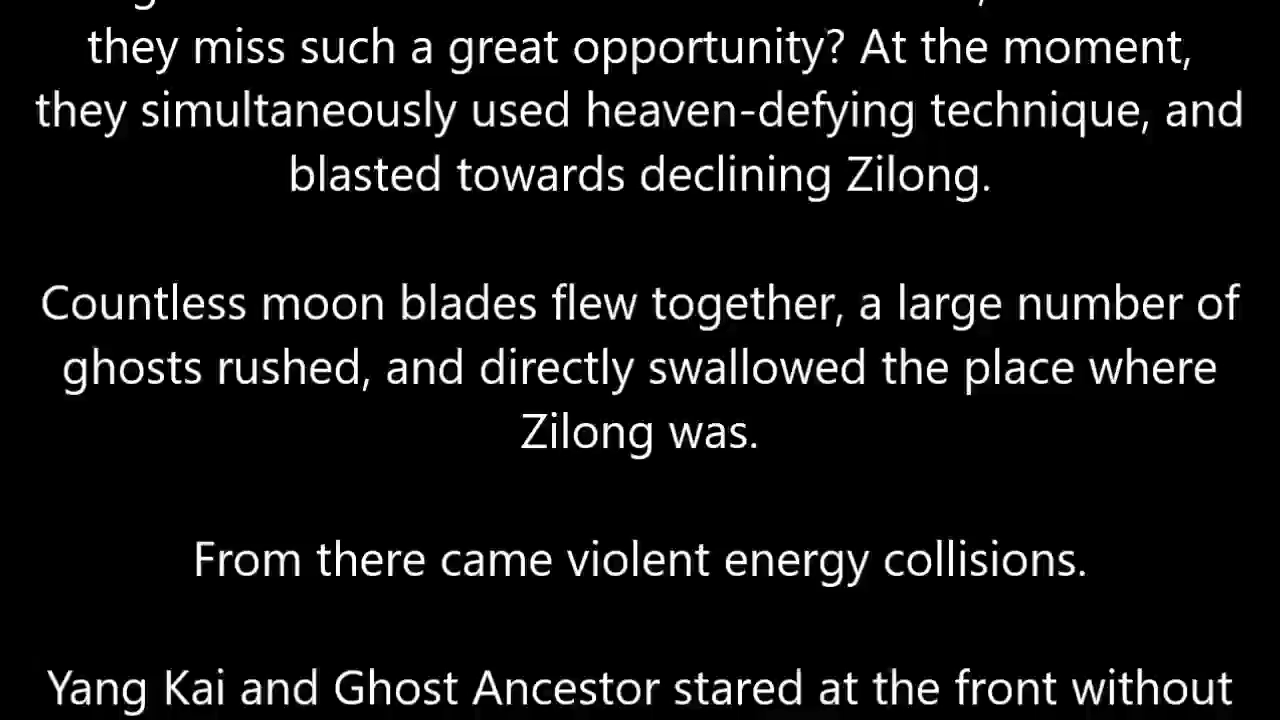 they miss such a great opportunity? At the moment,
they simultaneously used heaven-defying technique, and
blasted towards declining Zilong.
Countless moon blades flew together, a large number of
ghosts rushed, and directly swallowed the place where
Zilong was.
From there came violent energy collisions.
Yang Kai and Ghost Ancestor stared at the front without